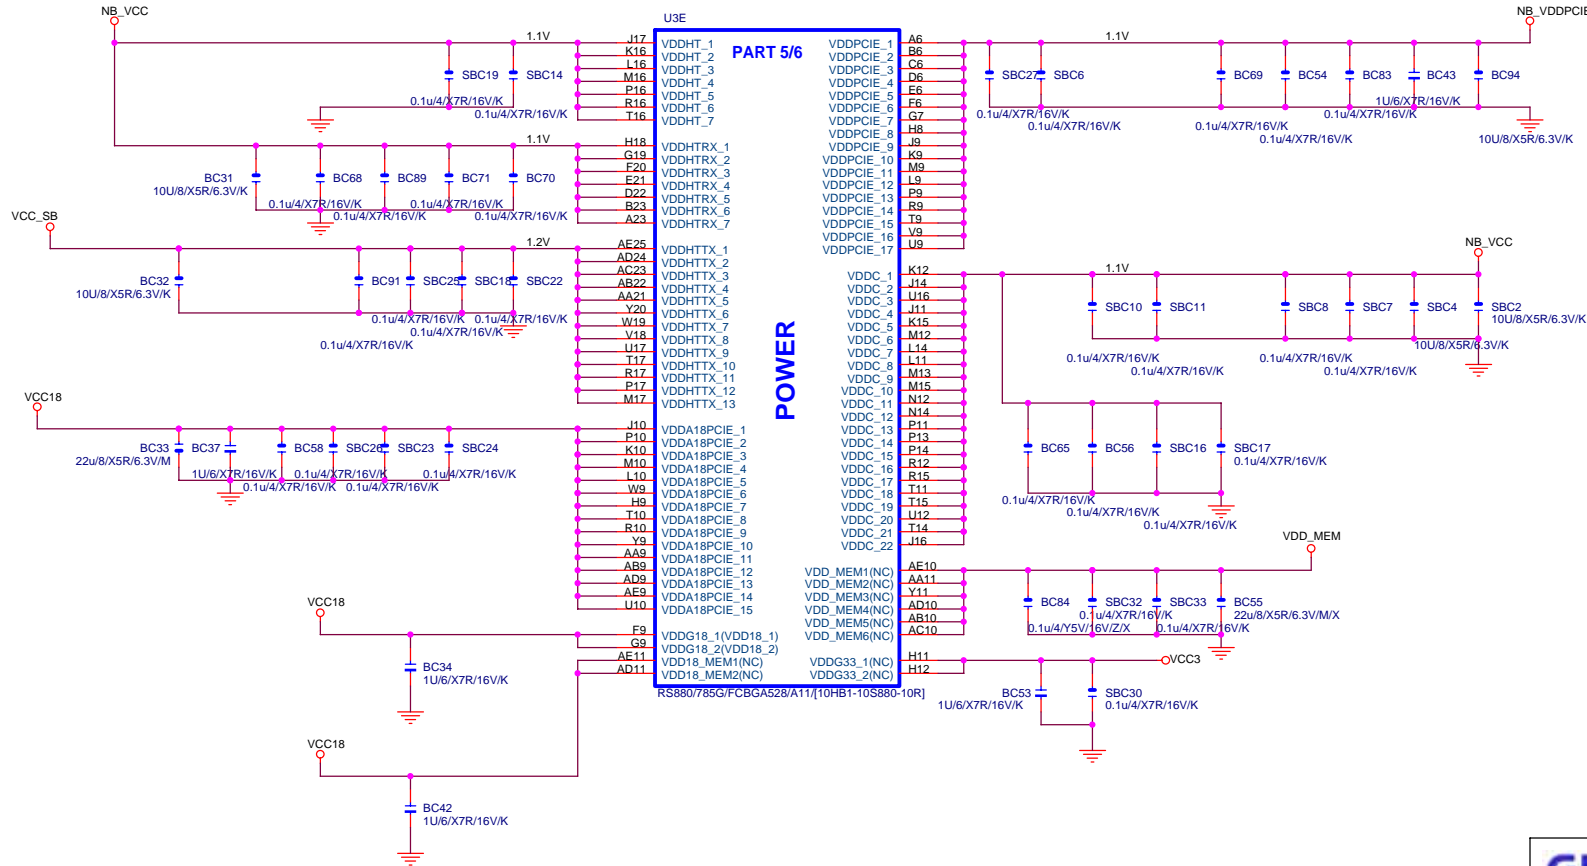 NB_VCC
U3E
NB_VDDPCIE
PART 5/6
POWER
1.1V
J17 VDDHT_1
K16 VDDHT_2
L16 VDDHT_3
M16 VDDHT_4
P16 VDDHT_5
R16 VDDHT_6
T16 VDDHT_7
SBC19
SBC14
0.1u/4/X7R/16V/K
0.1u/4/X7R/16V/K
1.1V
H18 VDDHTRX_1
G19 VDDHTRX_2
F20 VDDHTRX_3
E21 VDDHTRX_4
D22 VDDHTRX_5
B23 VDDHTRX_6
A23 VDDHTRX_7
BC31
10U/8/X5R/6.3V/K
BC68
BC89
BC71
BC70
0.1u/4/X7R/16V/K
0.1u/4/X7R/16V/K
0.1u/4/X7R/16V/K
0.1u/4/X7R/16V/K
VCC_SB
1.2V
AE25 VDDHTTX_1
AD24 VDDHTTX_2
AC23 VDDHTTX_3
AB22 VDDHTTX_4
AA21 VDDHTTX_5
Y20 VDDHTTX_6
W19 VDDHTTX_7
V18 VDDHTTX_8
U17 VDDHTTX_9
T17 VDDHTTX_10
R17 VDDHTTX_11
P17 VDDHTTX_12
M17 VDDHTTX_13
BC32
10U/8/X5R/6.3V/K
BC91
SBC25
SBC18
SBC22
0.1u/4/X7R/16V/K
0.1u/4/X7R/16V/K
0.1u/4/X7R/16V/K
0.1u/4/X7R/16V/K
VCC18
J10 VDDA18PCIE_1
P10 VDDA18PCIE_2
K10 VDDA18PCIE_3
M10 VDDA18PCIE_4
L10 VDDA18PCIE_5
W9 VDDA18PCIE_6
H9 VDDA18PCIE_7
T10 VDDA18PCIE_8
R10 VDDA18PCIE_9
Y9 VDDA18PCIE_10
AA9 VDDA18PCIE_11
AB9 VDDA18PCIE_12
AD9 VDDA18PCIE_13
AE9 VDDA18PCIE_14
U10 VDDA18PCIE_15
BC33
22u/8/X5R/6.3V/M
BC37
BC58
SBC26
SBC23
SBC24
1U/6/X7R/16V/K
0.1u/4/X7R/16V/K
0.1u/4/X7R/16V/K
0.1u/4/X7R/16V/K
0.1u/4/X7R/16V/K
VCC18
F9 VDDG18_1(VDD18_1)
G9 VDDG18_2(VDD18_2)
AE11 VDD18_MEM1(NC)
AD11 VDD18_MEM2(NC)
BC34
1U/6/X7R/16V/K
VCC18
BC42
1U/6/X7R/16V/K
RS880/785G/FCBGA528/A11/[10HB1-10S880-10R]
1.1V
VDDPCIE_1 A6
VDDPCIE_2 B6
VDDPCIE_3 C6
VDDPCIE_4 D6
VDDPCIE_5 E6
VDDPCIE_6 F6
VDDPCIE_7 G7
VDDPCIE_8 H8
VDDPCIE_9 J9
VDDPCIE_10 K9
VDDPCIE_11 M9
VDDPCIE_12 L9
VDDPCIE_13 P9
VDDPCIE_14 R9
VDDPCIE_15 T9
VDDPCIE_16 V9
VDDPCIE_17 U9
SBC27
SBC6
BC69
BC54
BC83
BC43
BC94
0.1u/4/X7R/16V/K
0.1u/4/X7R/16V/K
0.1u/4/X7R/16V/K
0.1u/4/X7R/16V/K
0.1u/4/X7R/16V/K
1U/6/X7R/16V/K
10U/8/X5R/6.3V/K
NB_VCC
1.1V
VDDC_1 K12
VDDC_2 J14
VDDC_3 U16
VDDC_4 J11
VDDC_5 K15
VDDC_6 M12
VDDC_7 L14
VDDC_8 L11
VDDC_9 M13
VDDC_10 M15
VDDC_11 N12
VDDC_12 N14
VDDC_13 P11
VDDC_14 P13
VDDC_15 P14
VDDC_16 R12
VDDC_17 R15
VDDC_18 T11
VDDC_19 T15
VDDC_20 U12
VDDC_21 T14
VDDC_22 J16
SBC10
SBC11
SBC8
SBC7
SBC4
SBC2
10U/8/X5R/6.3V/K
10U/8/X5R/6.3V/K
0.1u/4/X7R/16V/K
0.1u/4/X7R/16V/K
0.1u/4/X7R/16V/K
0.1u/4/X7R/16V/K
BC65
BC56
SBC16
SBC17
0.1u/4/X7R/16V/K
0.1u/4/X7R/16V/K
0.1u/4/X7R/16V/K
0.1u/4/X7R/16V/K
VDD_MEM
VDD_MEM1(NC) AE10
VDD_MEM2(NC) AA11
VDD_MEM3(NC) Y11
VDD_MEM4(NC) AD10
VDD_MEM5(NC) AB10
VDD_MEM6(NC) AC10
BC84
SBC32
SBC33
BC55
0.1u/4/X7R/16V/K
22u/8/X5R/6.3V/M/X
0.1u/4/Y5V/16V/Z/X
0.1u/4/X7R/16V/K
VDDG33_1(NC) H11
VDDG33_2(NC) H12
VCC3
BC53
1U/6/X7R/16V/K
SBC30
0.1u/4/X7R/16V/K